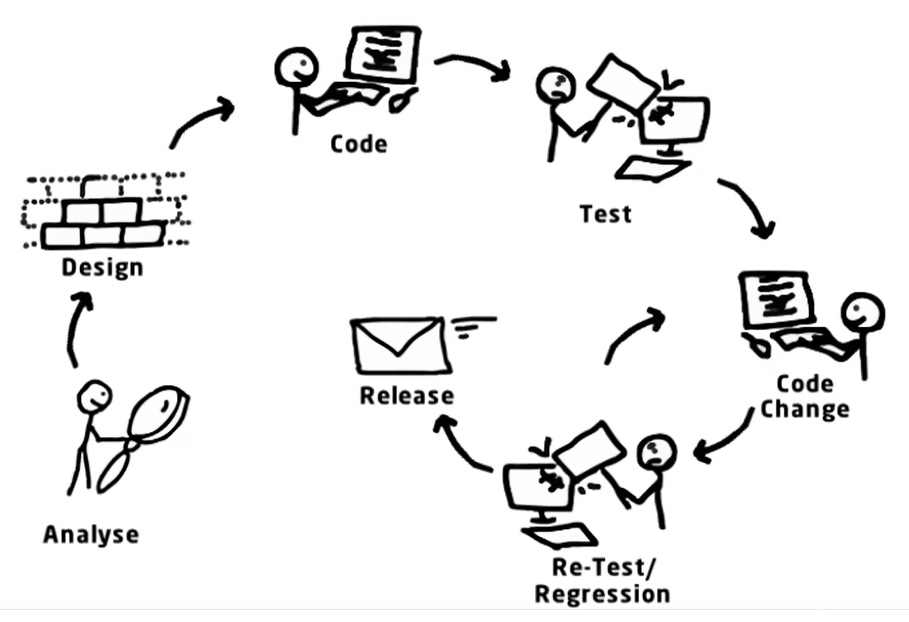 Analyse
Design
Code
Test
Code
Change
Re-Test/
Regression
Release